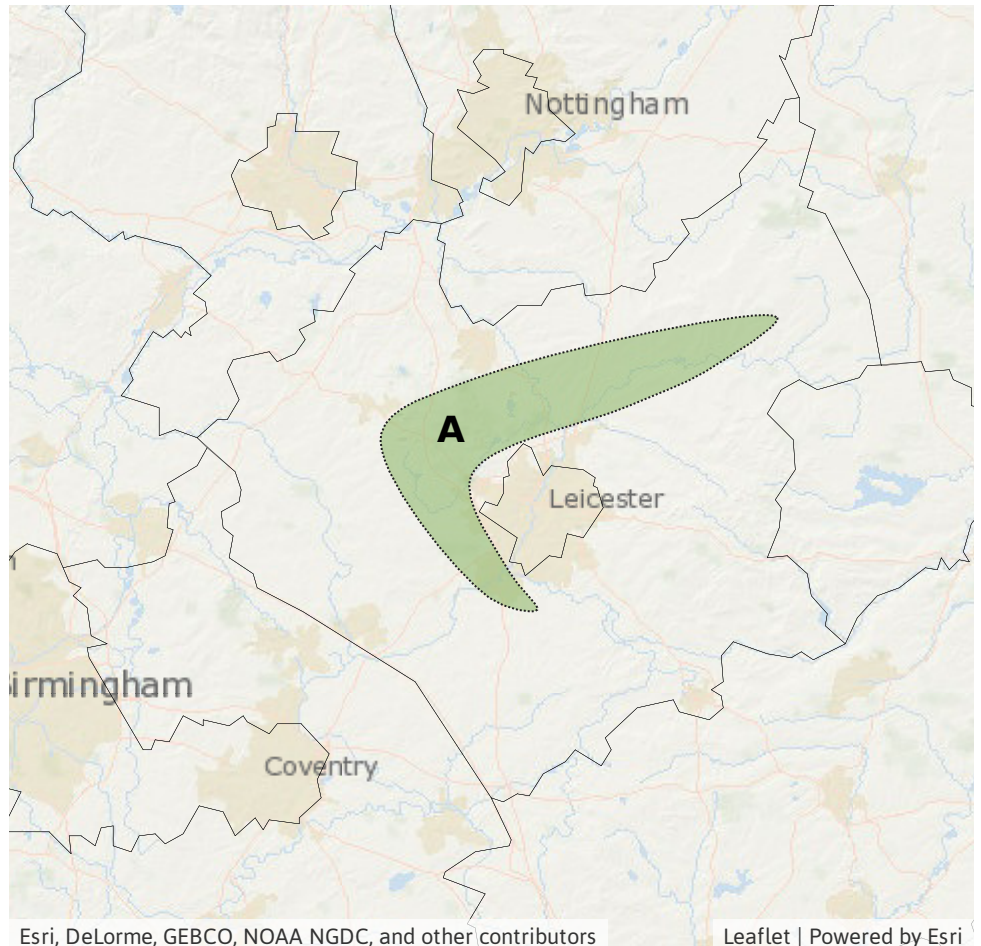 Nottingham
A
Leicester
irmingham
Coventry
Esri, DeLorme, GEBCO, NOAA NGDC, and other contributors
Leaflet | Powered by Esri